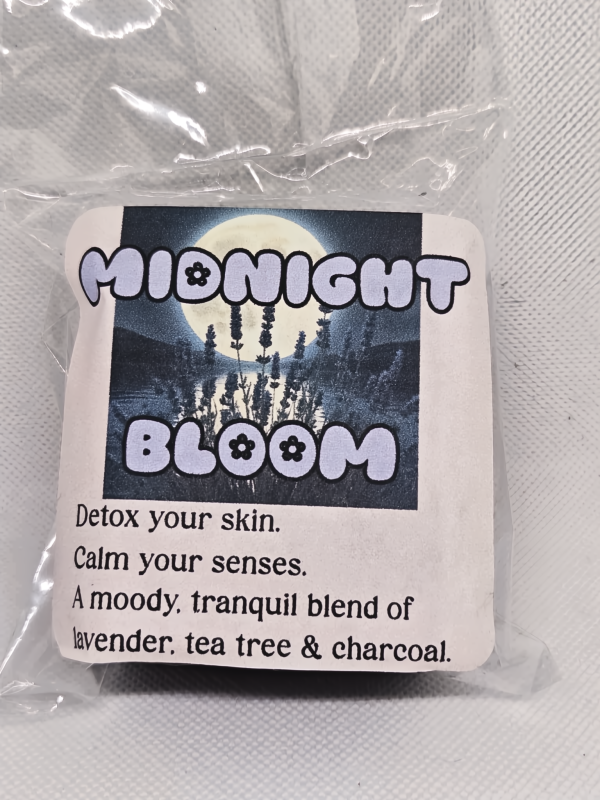 MIDNIGHT
BLOOM
Detox your skin.
Calm your senses.
A moody, tranquil blend of
lavender, tea tree & charcoal.